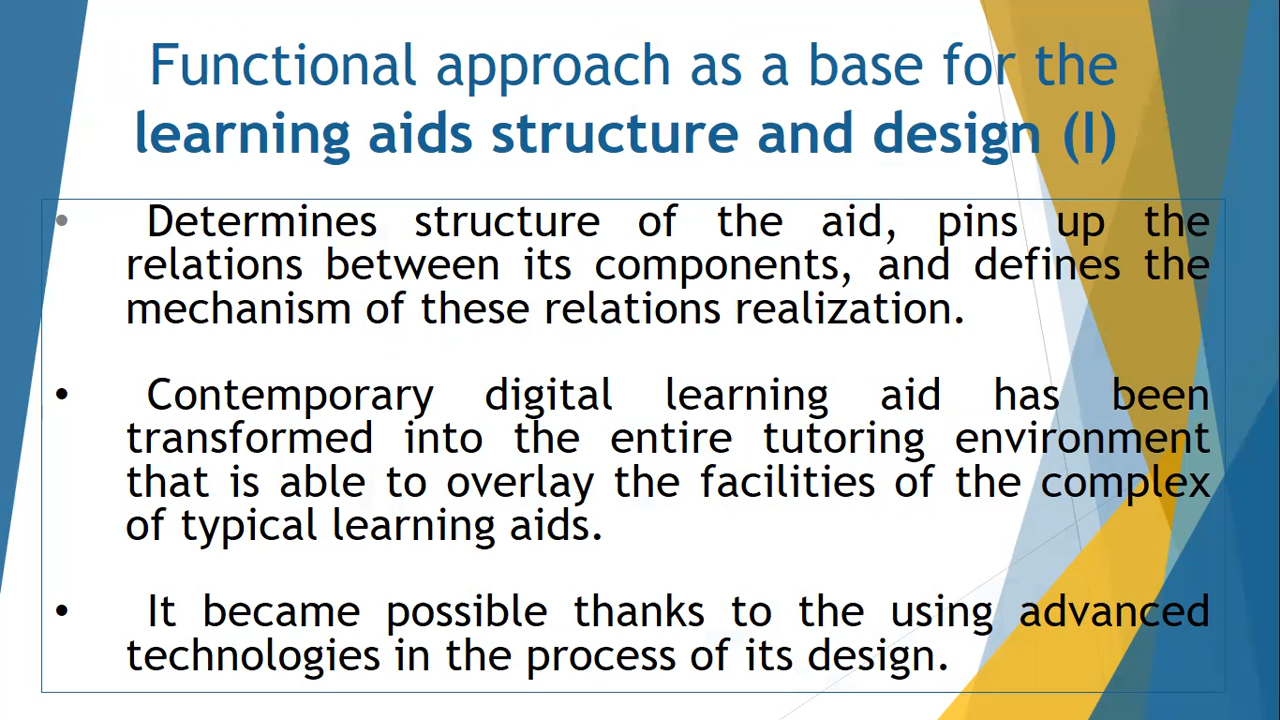 Functional approach as a base for the
learning aids structure and design (I)
• Determines structure of the aid, pins up the
relations between its components, and defines the
mechanism of these relations realization.
• Contemporary digital learning aid has been
transformed into the entire tutoring environment
that is able to overlay the facilities of the complex
of typical learning aids.
• It became possible thanks to the using advanced
technologies in the process of its design.